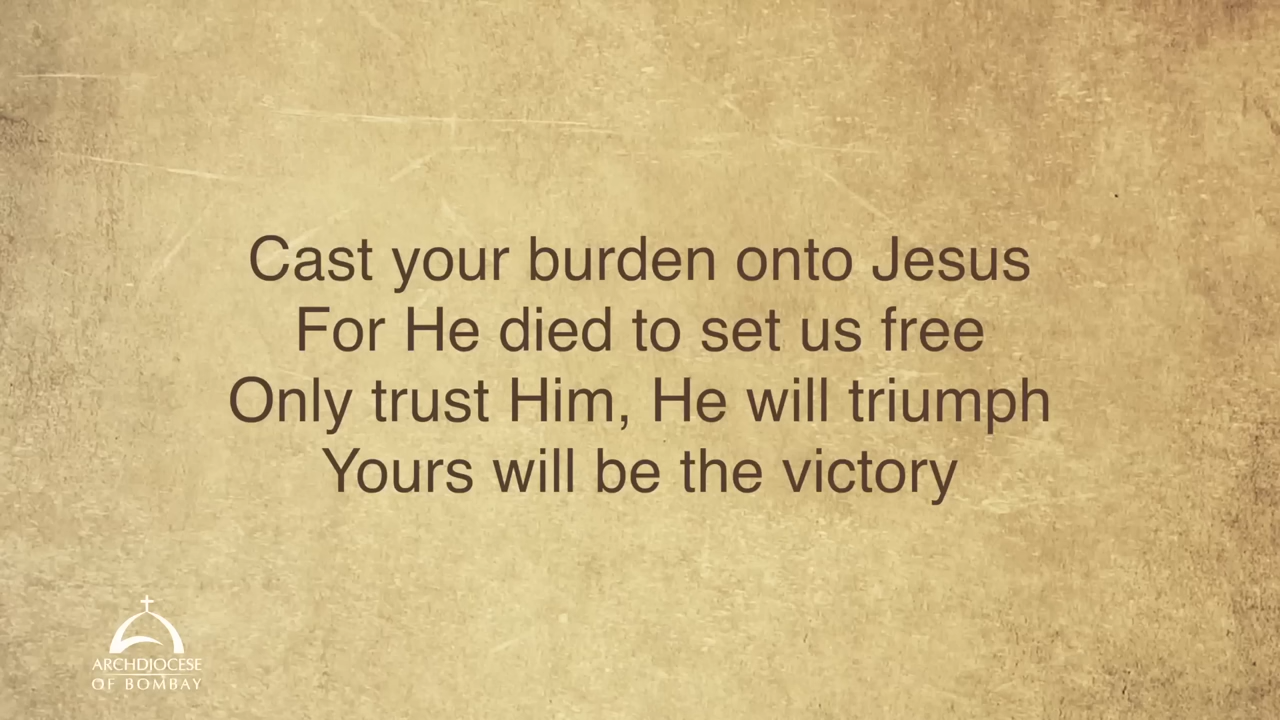 Cast your burden onto Jesus
For He died to set us free
Only trust Him, He will triumph
Yours will be the victory
ARCHDIOCESE
OF BOMBAY